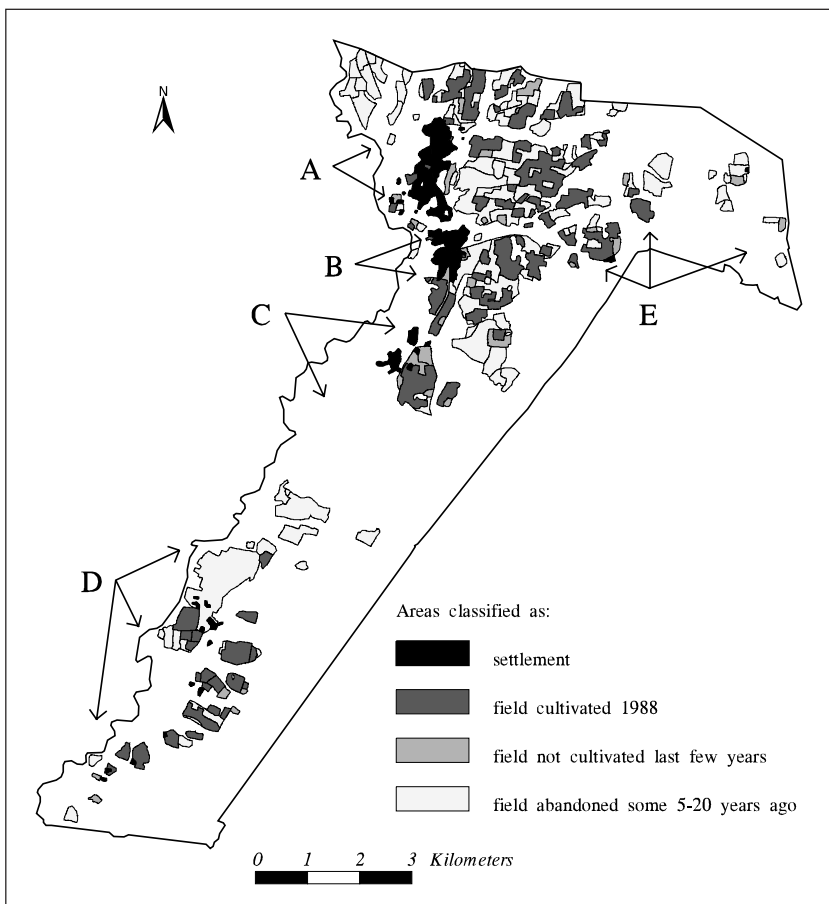 N
A
B
C
E
D
Areas classified as:
settlement
field cultivated 1988
field not cultivated last few years
field abandoned some 5-20 years ago
0 1 2 3 Kilometers